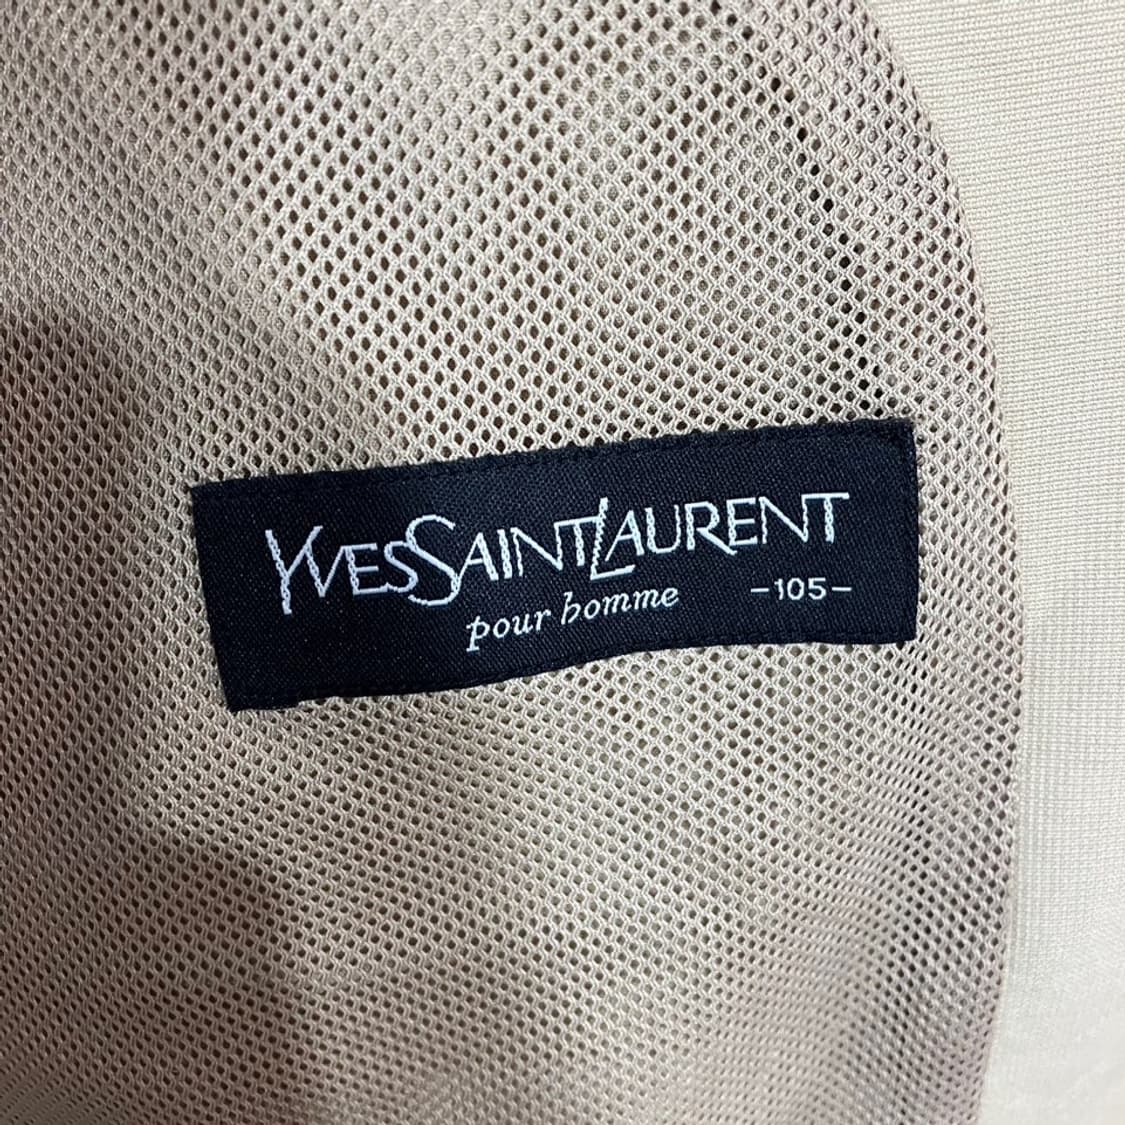 YVESSAINTLAURENT
pour homme -105-